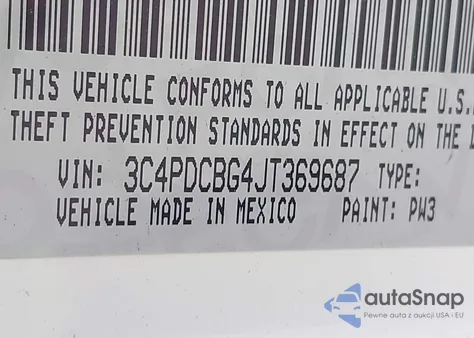 THIS VEHICLE CONFORMS TO ALL APPLICABLE U.S.
THEFT PREVENTION STANDARDS IN EFFECT ON THE
VIN: 3C4PDCBG4JT369687 TYPE:
VEHICLE MADE IN MEXICO PAINT: PW3
autoSnap
Pewne auta z aukcji USA i EU